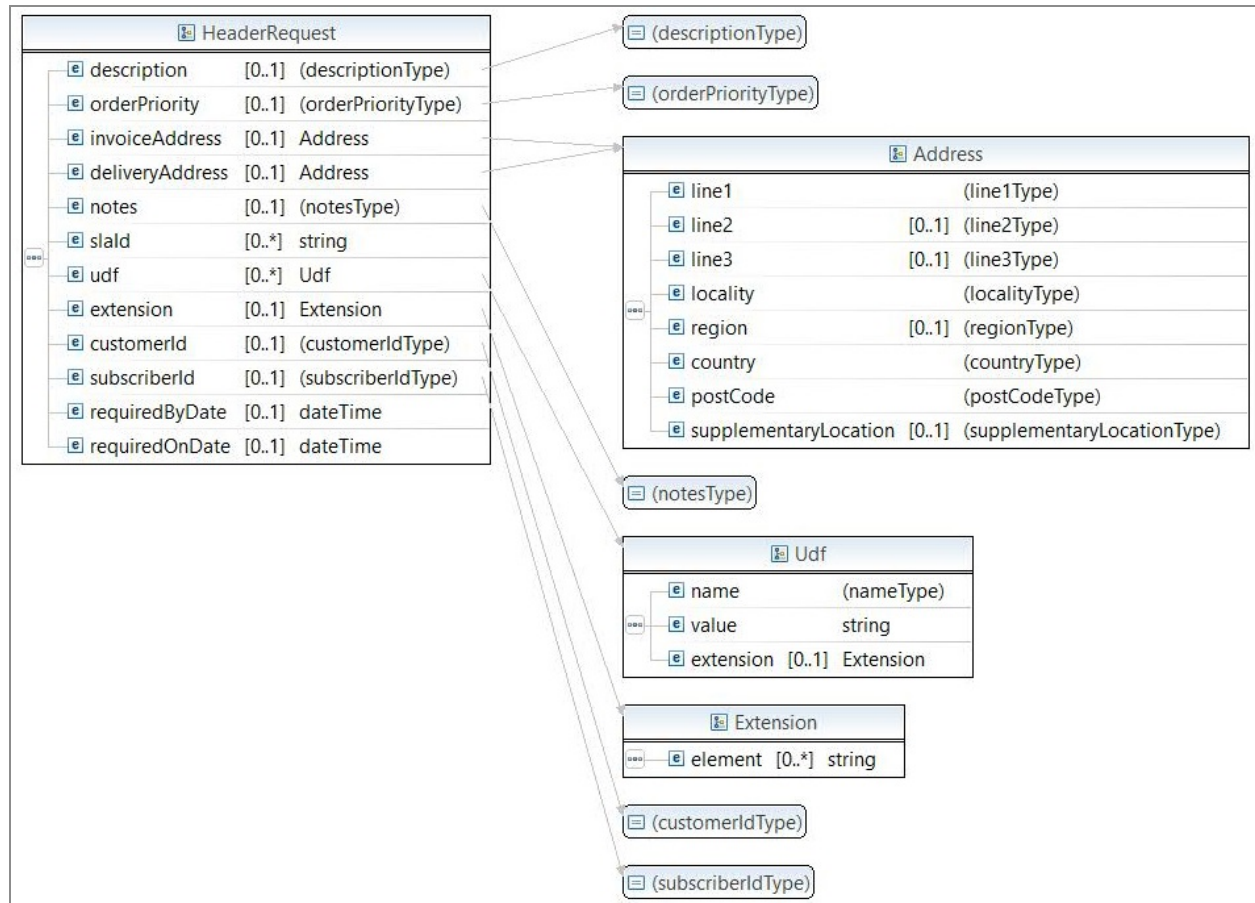 HeaderRequest
description [0..1] (descriptionType)
orderPriority [0..1] (orderPriorityType)
invoiceAddress [0..1] Address
deliveryAddress [0..1] Address
notes [0..1] (notesType)
slaId [0..*] string
udf [0..*] Udf
extension [0..1] Extension
customerId [0..1] (customerIdType)
subscriberId [0..1] (subscriberIdType)
requiredByDate [0..1] dateTime
requiredOnDate [0..1] dateTime
(descriptionType)
(orderPriorityType)
Address
line1 (line1Type)
line2 [0..1] (line2Type)
line3 [0..1] (line3Type)
locality (localityType)
region [0..1] (regionType)
country (countryType)
postCode (postCodeType)
supplementaryLocation [0..1] (supplementaryLocationType)
(notesType)
Udf
name (nameType)
value string
extension [0..1] Extension
Extension
element [0..*] string
(customerIdType)
(subscriberIdType)